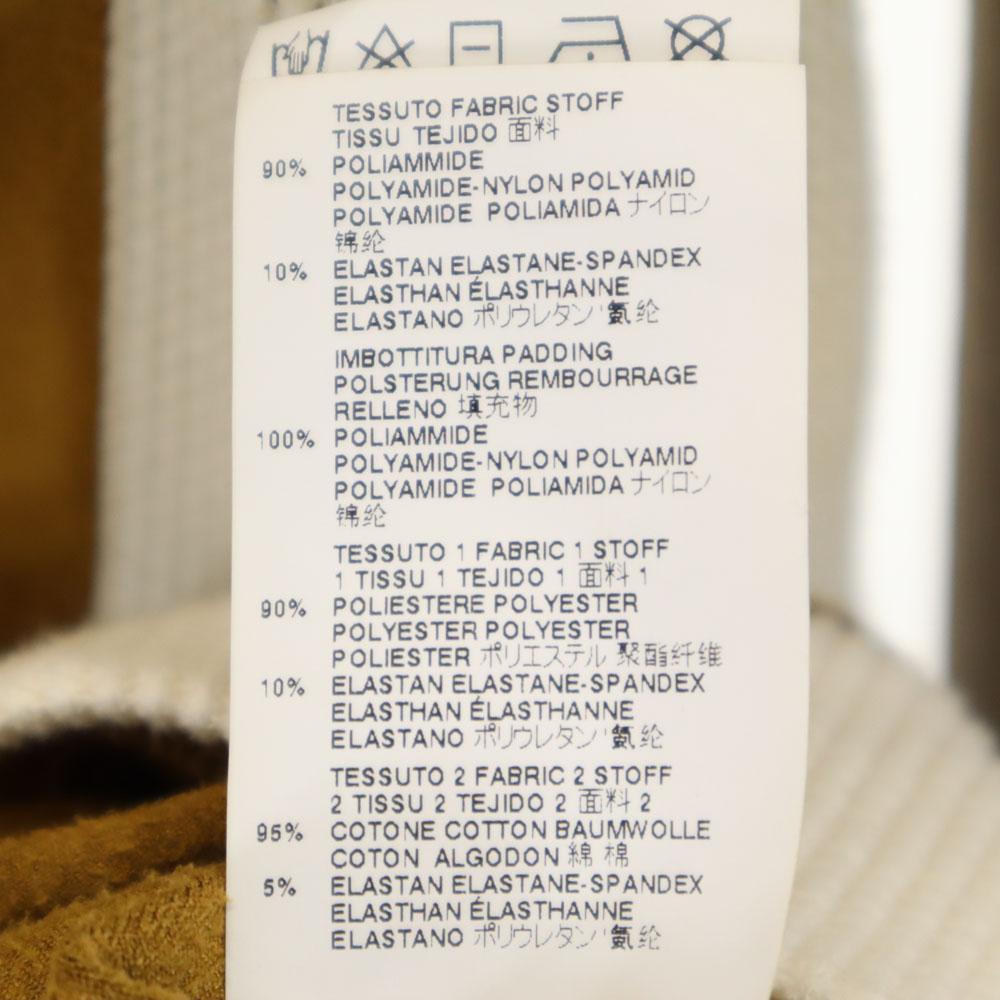 TESSUTO FABRIC STOFF
TISSU TEJIDO 面料
90% POLIAMMIDE
POLYAMIDE-NYLON POLYAMID
POLYAMIDE POLIAMIDA ナイロン
锦纶
10% ELASTAN ELASTANE-SPANDEX
ELASTHAN ÉLASTHANNE
ELASTANO ポリウレタン 氨纶
IMBOTTITURA PADDING
POLSTERUNG REMBOURRAGE
RELLENO 填充物
100% POLIAMMIDE
POLYAMIDE-NYLON POLYAMID
POLYAMIDE POLIAMIDA ナイロン
锦纶
TESSUTO 1 FABRIC 1 STOFF
1 TISSU 1 TEJIDO 1 面料 1
90% POLIESTERE POLYESTER
POLYESTER POLYESTER
POLIESTER ポリエステル 聚酯纤维
10% ELASTAN ELASTANE-SPANDEX
ELASTHAN ÉLASTHANNE
ELASTANO ポリウレタン 氨纶
TESSUTO 2 FABRIC 2 STOFF
2 TISSU 2 TEJIDO 2 面料 2
95% COTONE COTTON BAUMWOLLE
COTON ALGODON 綿 棉
5% ELASTAN ELASTANE-SPANDEX
ELASTHAN ÉLASTHANNE
ELASTANO ポリウレタン 氨纶